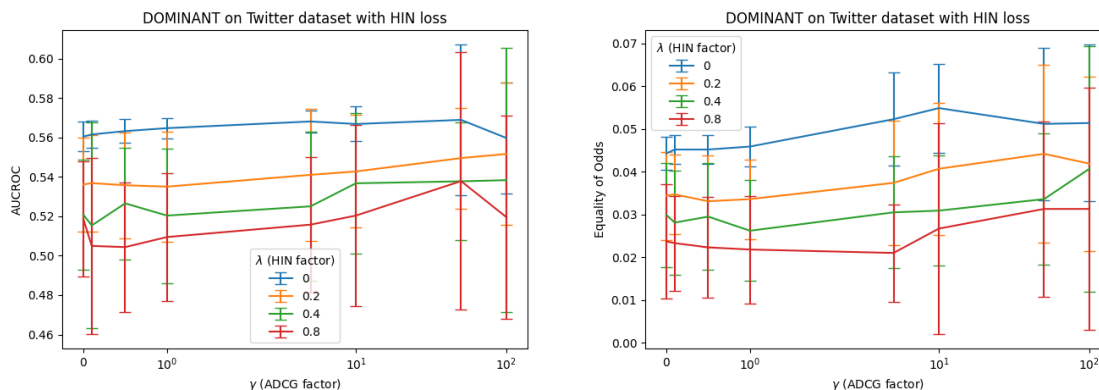 DOMINANT on Twitter dataset with HIN loss
0.60
0.58
0.56
0.54
0.52
0.50
0.48
0.46
AUCROC
λ (HIN factor)
0
0.2
0.4
0.8
0 10⁰ 10¹ 10²
γ (ADCG factor)
DOMINANT on Twitter dataset with HIN loss
0.07
0.06
0.05
0.04
0.03
0.02
0.01
0.00
Equality of Odds
λ (HIN factor)
0
0.2
0.4
0.8
0 10⁰ 10¹ 10²
γ (ADCG factor)